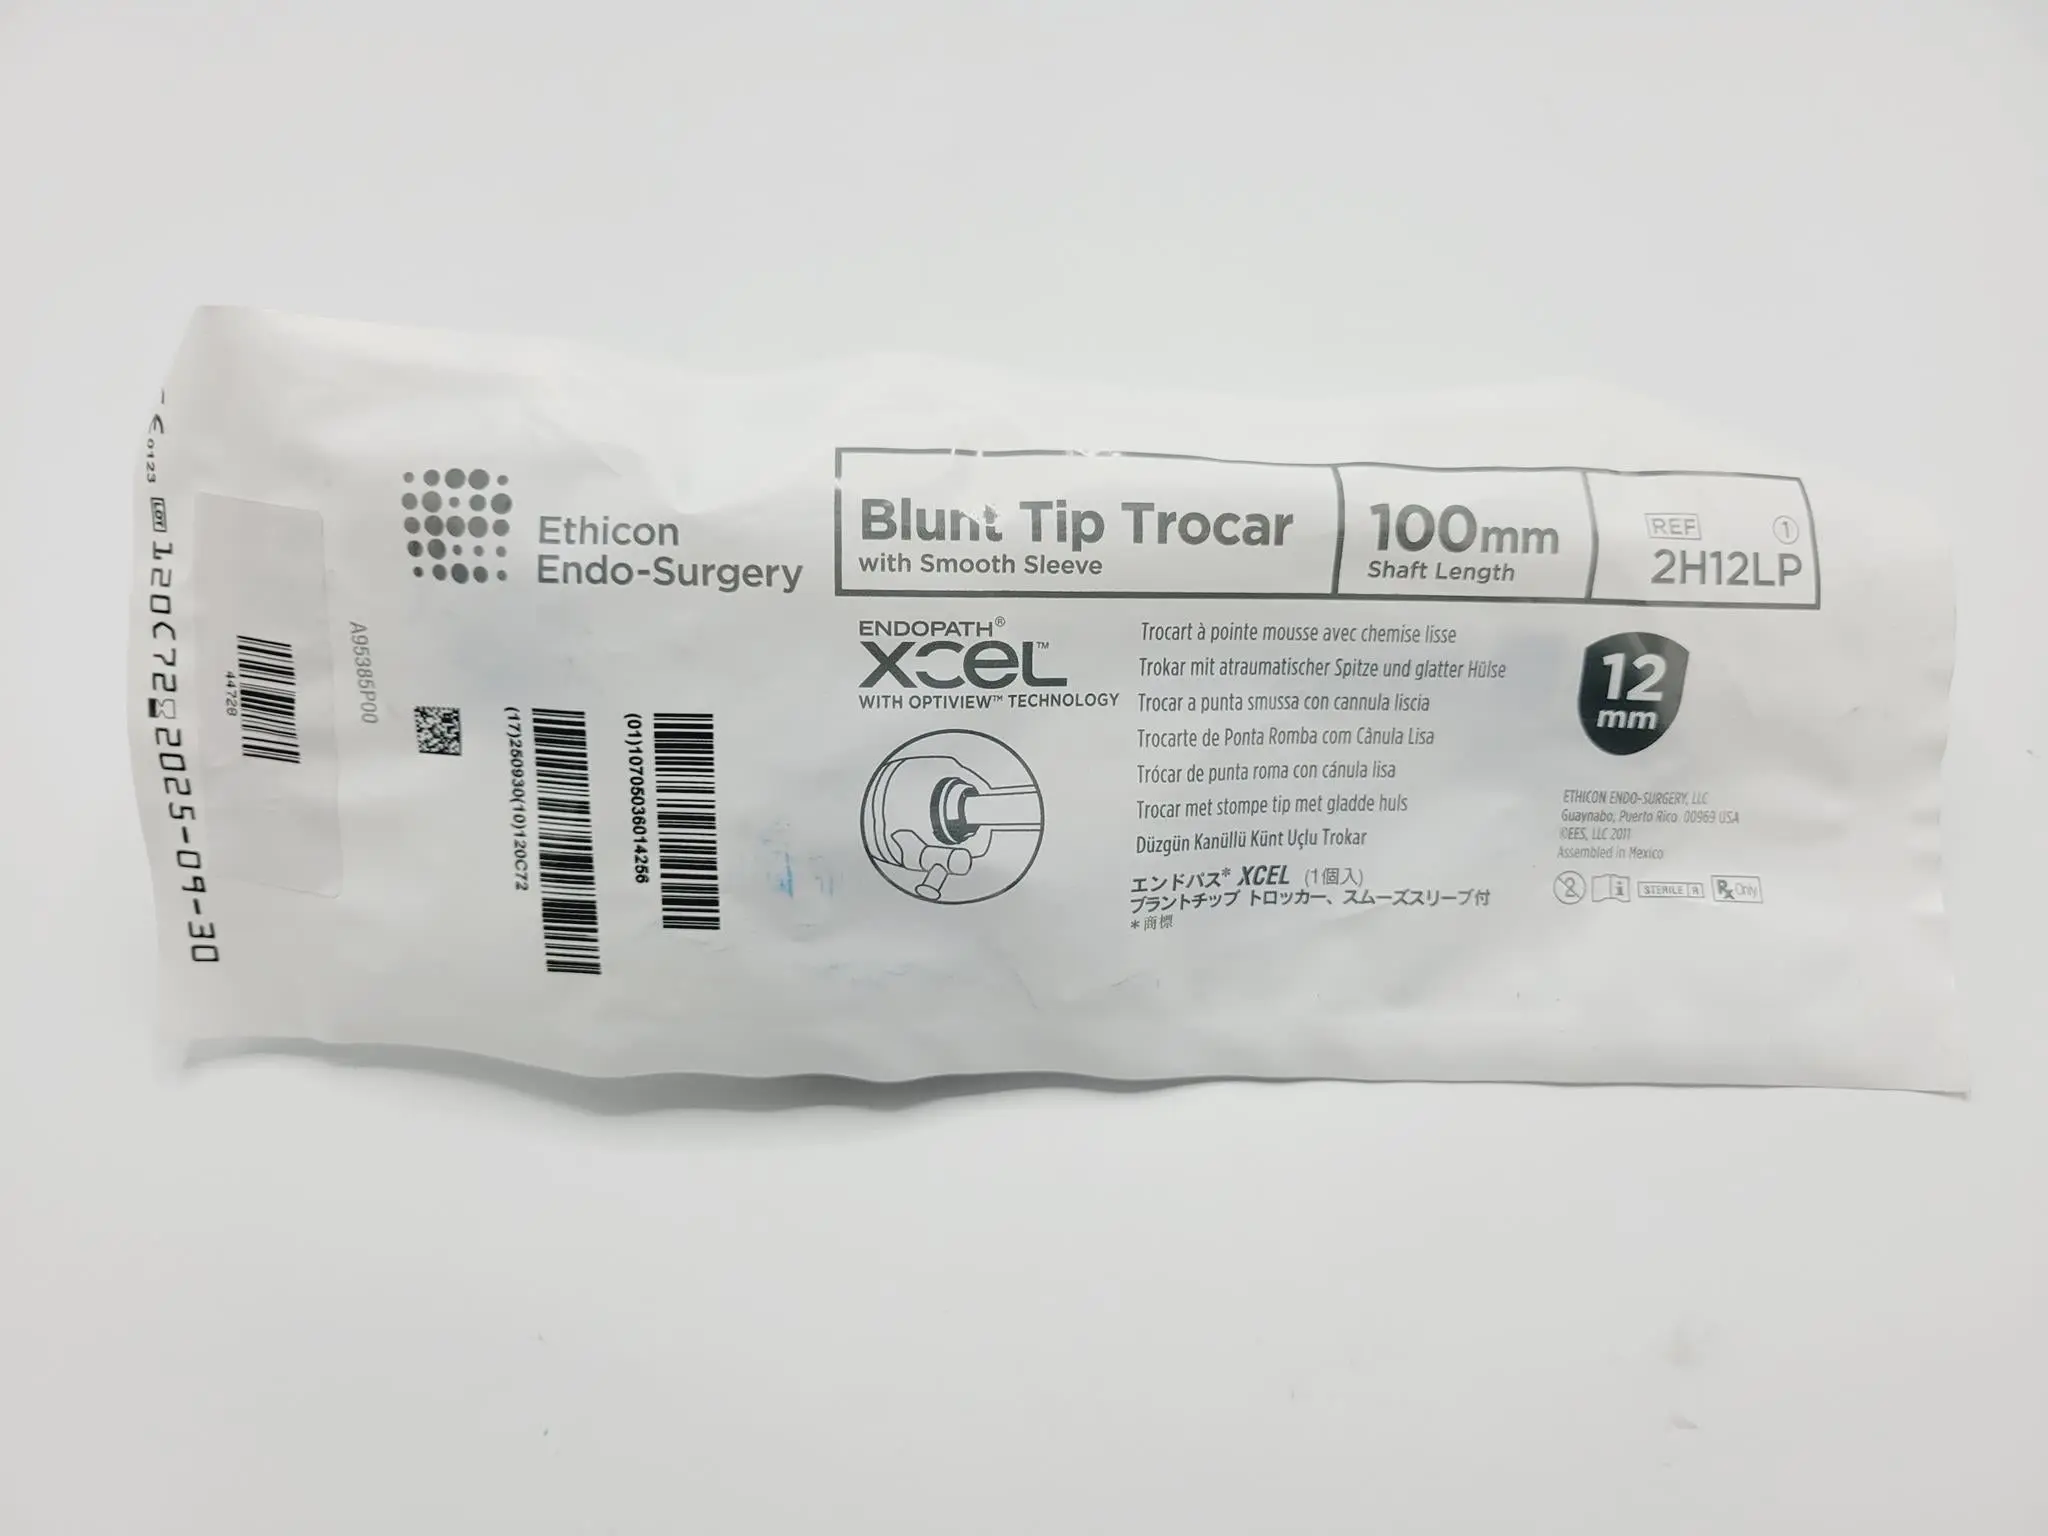 Ethicon
Endo-Surgery
Blunt Tip Trocar
with Smooth Sleeve
100mm
Shaft Length
REF
1
2H12LP
ENDOPATH®
XCEL™
WITH OPTIVIEW™ TECHNOLOGY
Trocart à pointe mousse avec chemise lisse
Trokar mit atraumatischer Spitze und glatter Hülse
Trocar a punta smussa con cannula liscia
Trocarte de Ponta Romba com Cânula Lisa
Trócar de punta roma con cánula lisa
Trocar met stompe tip met gladde huls
Düzgün Kanüllü Künt Uçlu Trokar
エンドパス* XCEL (1個入)
ブラントチップ トロッカー、スムーズスリーブ付
*商標
12
mm
ETHICON ENDO-SURGERY, LLC
Guaynabo, Puerto Rico 00969 USA
©EES, LLC 2011
Assembled in Mexico
2
i
STERILE R
Rx Only
CE 0123 LOT 120C72 2025-09-30
44728
A95385P00
(17)250930(10)120C72
(01)10705036014256